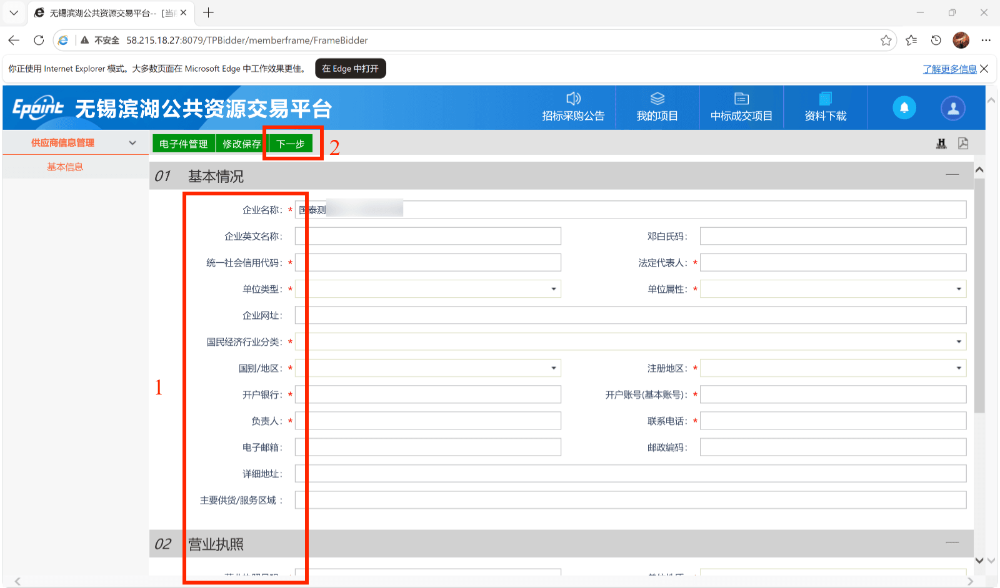 无锡滨湖公共资源交易平台-- [当
不安全 58.215.18.27:8079/TPBidder/memberframe/FrameBidder
你正使用 Internet Explorer 模式。大多数页面在 Microsoft Edge 中工作效果更佳。 在 Edge 中打开 了解更多信息
Epoint 无锡滨湖公共资源交易平台 招标采购公告 我的项目 中标成交项目 资料下载
供应商信息管理 电子件管理 修改保存 下一步 2
基本信息
01 基本情况
企业名称：* 国泰测
企业英文名称： 邓白氏码：
统一社会信用代码：* 法定代表人：*
单位类型：* 单位属性：*
企业网址：
国民经济行业分类：*
国别/地区：* 注册地区：*
1
开户银行：* 开户账号(基本账号)：*
负责人：* 联系电话：*
电子邮箱： 邮政编码：
详细地址：
主要供货/服务区域：
02 营业执照